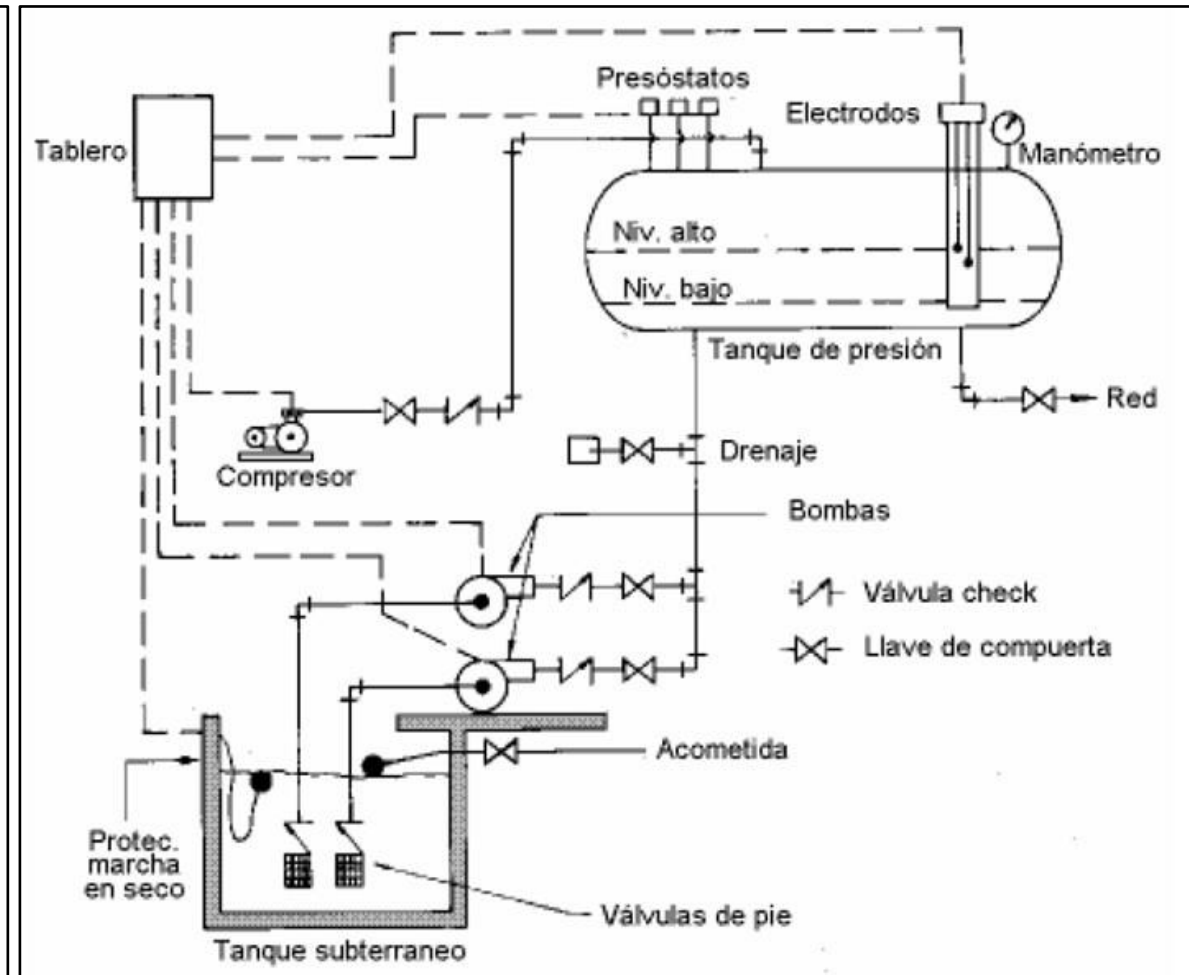 Presóstatos
Electrodos
Tablero
Manómetro
Niv. alto
Niv. bajo
Tanque de presión
Red
Compresor
Drenaje
Bombas
Válvula check
Llave de compuerta
Acometida
Protec.
marcha
en seco
Válvulas de pie
Tanque subterraneo